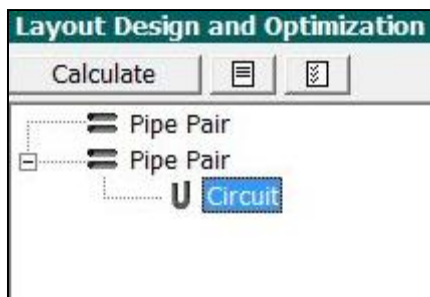 Layout Design and Optimization
Calculate
Pipe Pair
Pipe Pair
Circuit